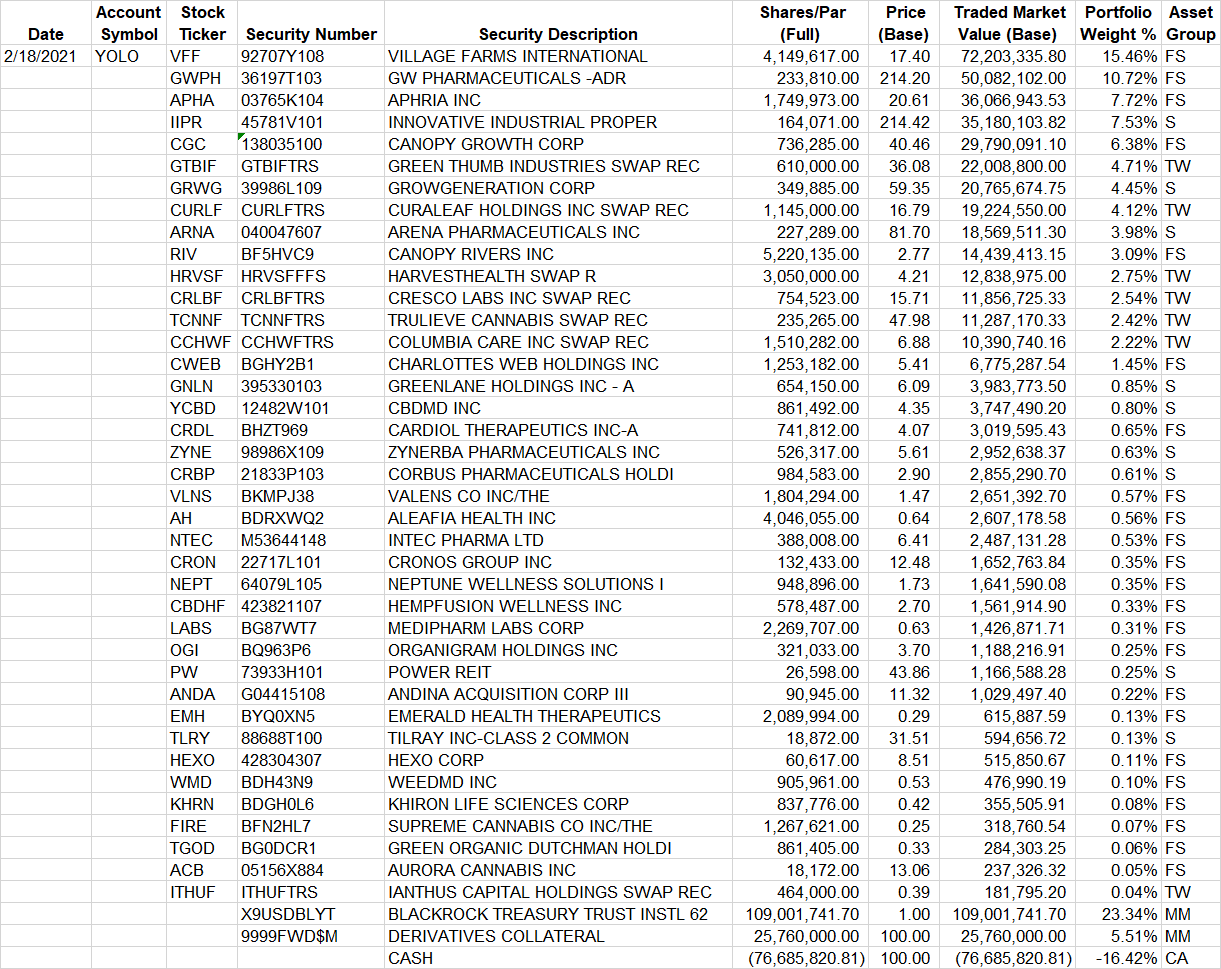 Date Account Symbol Stock Ticker Security Number Security Description Shares/Par (Full) Price (Base) Traded Market Value (Base) Portfolio Weight % Asset Group
2/18/2021 YOLO VFF 92707Y108 VILLAGE FARMS INTERNATIONAL 4,149,617.00 17.40 72,203,335.80 15.46% FS
GWPH 36197T103 GW PHARMACEUTICALS -ADR 233,810.00 214.20 50,082,102.00 10.72% FS
APHA 03765K104 APHRIA INC 1,749,973.00 20.61 36,066,943.53 7.72% FS
IIPR 45781V101 INNOVATIVE INDUSTRIAL PROPER 164,071.00 214.42 35,180,103.82 7.53% S
CGC 138035100 CANOPY GROWTH CORP 736,285.00 40.46 29,790,091.10 6.38% FS
GTBIF GTBIFTRS GREEN THUMB INDUSTRIES SWAP REC 610,000.00 36.08 22,008,800.00 4.71% TW
GRWG 39986L109 GROWGENERATION CORP 349,885.00 59.35 20,765,674.75 4.45% S
CURLF CURLFTRS CURALEAF HOLDINGS INC SWAP REC 1,145,000.00 16.79 19,224,550.00 4.12% TW
ARNA 040047607 ARENA PHARMACEUTICALS INC 227,289.00 81.70 18,569,511.30 3.98% S
RIV BF5HVC9 CANOPY RIVERS INC 5,220,135.00 2.77 14,439,413.15 3.09% FS
HRVSF HRVSFFFS HARVESTHEALTH SWAP R 3,050,000.00 4.21 12,838,975.00 2.75% TW
CRLBF CRLBFTRS CRESCO LABS INC SWAP REC 754,523.00 15.71 11,856,725.33 2.54% TW
TCNNF TCNNFTRS TRULIEVE CANNABIS SWAP REC 235,265.00 47.98 11,287,170.33 2.42% TW
CCHWF CCHWFTRS COLUMBIA CARE INC SWAP REC 1,510,282.00 6.88 10,390,740.16 2.22% TW
CWEB BGHY2B1 CHARLOTTES WEB HOLDINGS INC 1,253,182.00 5.41 6,775,287.54 1.45% FS
GNLN 395330103 GREENLANE HOLDINGS INC - A 654,150.00 6.09 3,983,773.50 0.85% S
YCBD 12482W101 CBDMD INC 861,492.00 4.35 3,747,490.20 0.80% S
CRDL BHZT969 CARDIOL THERAPEUTICS INC-A 741,812.00 4.07 3,019,595.43 0.65% FS
ZYNE 98986X109 ZYNERBA PHARMACEUTICALS INC 526,317.00 5.61 2,952,638.37 0.63% S
CRBP 21833P103 CORBUS PHARMACEUTICALS HOLDI 984,583.00 2.90 2,855,290.70 0.61% S
VLNS BKMPJ38 VALENS CO INC/THE 1,804,294.00 1.47 2,651,392.70 0.57% FS
AH BDRXWQ2 ALEAFIA HEALTH INC 4,046,055.00 0.64 2,607,178.58 0.56% FS
NTEC M53644148 INTEC PHARMA LTD 388,008.00 6.41 2,487,131.28 0.53% FS
CRON 22717L101 CRONOS GROUP INC 132,433.00 12.48 1,652,763.84 0.35% FS
NEPT 64079L105 NEPTUNE WELLNESS SOLUTIONS I 948,896.00 1.73 1,641,590.08 0.35% FS
CBDHF 423821107 HEMPFUSION WELLNESS INC 578,487.00 2.70 1,561,914.90 0.33% FS
LABS BG87WT7 MEDIPHARM LABS CORP 2,269,707.00 0.63 1,426,871.71 0.31% FS
OGI BQ963P6 ORGANIGRAM HOLDINGS INC 321,033.00 3.70 1,188,216.91 0.25% FS
PW 73933H101 POWER REIT 26,598.00 43.86 1,166,588.28 0.25% S
ANDA G04415108 ANDINA ACQUISITION CORP III 90,945.00 11.32 1,029,497.40 0.22% FS
EMH BYQ0XN5 EMERALD HEALTH THERAPEUTICS 2,089,994.00 0.29 615,887.59 0.13% FS
TLRY 88688T100 TILRAY INC-CLASS 2 COMMON 18,872.00 31.51 594,656.72 0.13% S
HEXO 428304307 HEXO CORP 60,617.00 8.51 515,850.67 0.11% FS
WMD BDH43N9 WEEDMD INC 905,961.00 0.53 476,990.19 0.10% FS
KHRN BDGH0L6 KHIRON LIFE SCIENCES CORP 837,776.00 0.42 355,505.91 0.08% FS
FIRE BFN2HL7 SUPREME CANNABIS CO INC/THE 1,267,621.00 0.25 318,760.54 0.07% FS
TGOD BG0DCR1 GREEN ORGANIC DUTCHMAN HOLDI 861,405.00 0.33 284,303.25 0.06% FS
ACB 05156X884 AURORA CANNABIS INC 18,172.00 13.06 237,326.32 0.05% FS
ITHUF ITHUFTRS IANTHUS CAPITAL HOLDINGS SWAP REC 464,000.00 0.39 181,795.20 0.04% TW
X9USDBLYT BLACKROCK TREASURY TRUST INSTL 62 109,001,741.70 1.00 109,001,741.70 23.34% MM
9999FWD$M DERIVATIVES COLLATERAL 25,760,000.00 100.00 25,760,000.00 5.51% MM
CASH (76,685,820.81) 100.00 (76,685,820.81) -16.42% CA